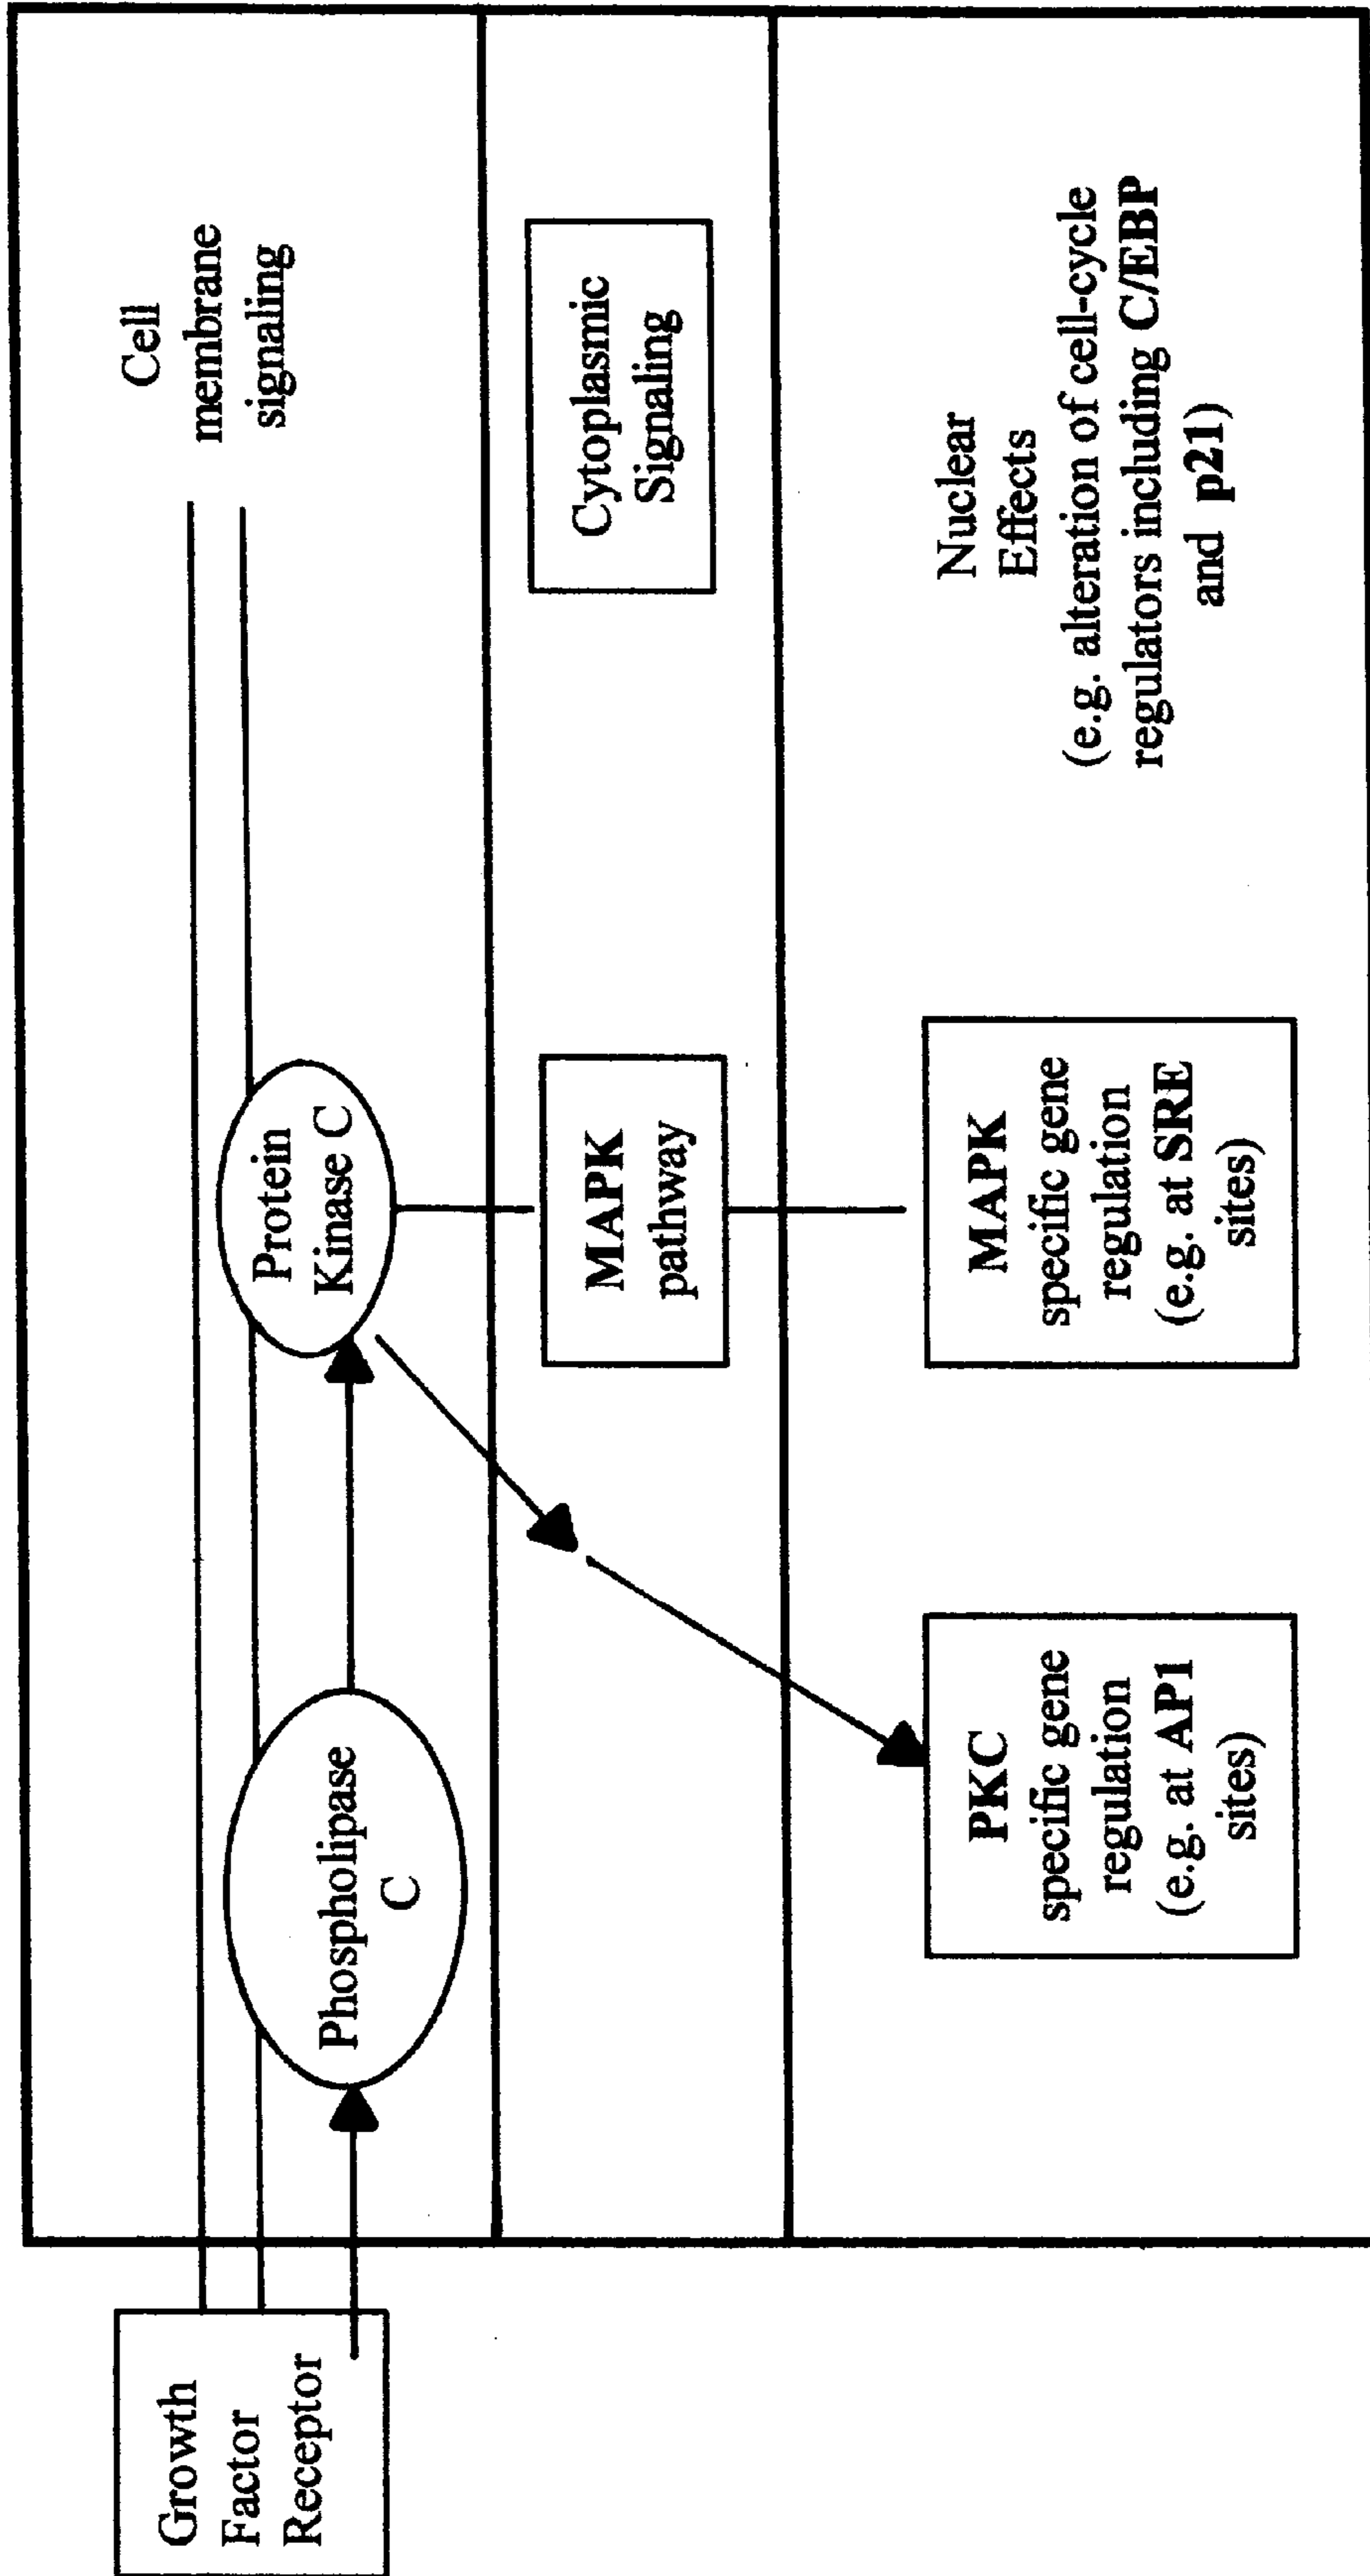 Growth
Factor
Receptor
Phospholipase
C
Protein
Kinase C
Cell
membrane
signaling
MAPK
pathway
Cytoplasmic
Signaling
PKC
specific gene
regulation
(e.g. at AP1
sites)
MAPK
specific gene
regulation
(e.g. at SRE
sites)
Nuclear
Effects
(e.g. alteration of cell-cycle
regulators including C/EBP
and p21)